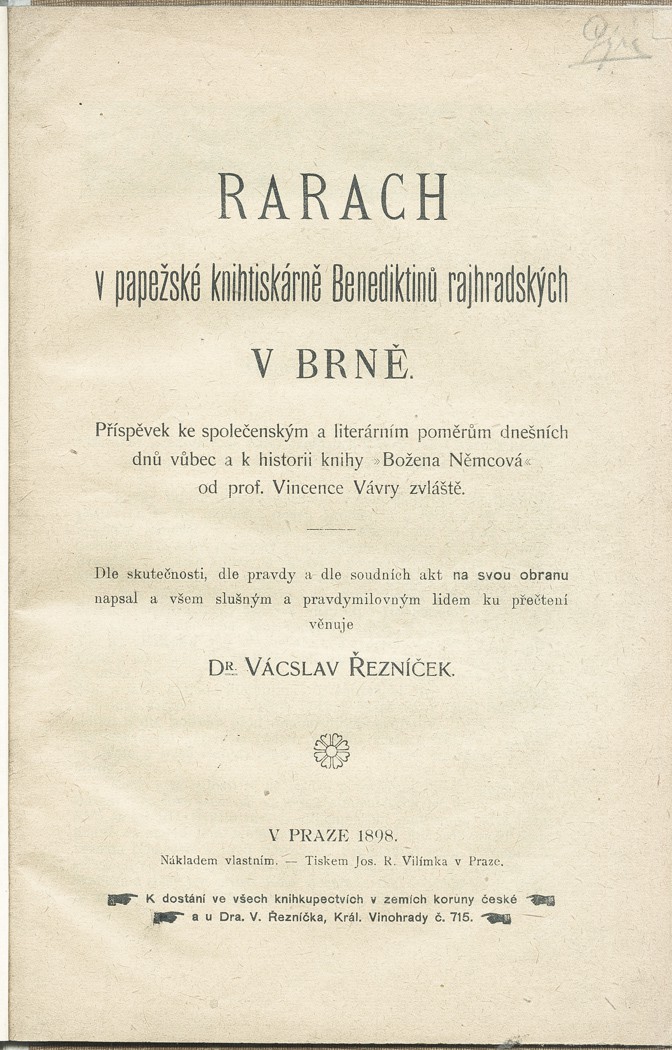 RARACH
v papežské knihtiskárně Benediktinů rajhradských
V BRNĚ.
Příspěvek ke společenským a literárním poměrům dnešních
dnů vůbec a k historii knihy »Božena Němcová«
od prof. Vincence Vávry zvláště.
Dle skutečnosti, dle pravdy a dle soudních akt na svou obranu
napsal a všem slušným a pravdymilovným lidem ku přečtení
věnuje
DR. VÁCSLAV ŘEZNÍČEK.
V PRAZE 1898.
Nákladem vlastním. — Tiskem Jos. R. Vilímka v Praze.
K dostání ve všech knihkupectvích v zemích koruny české
a u Dra. V. Řezníčka, Král. Vinohrady č. 715.